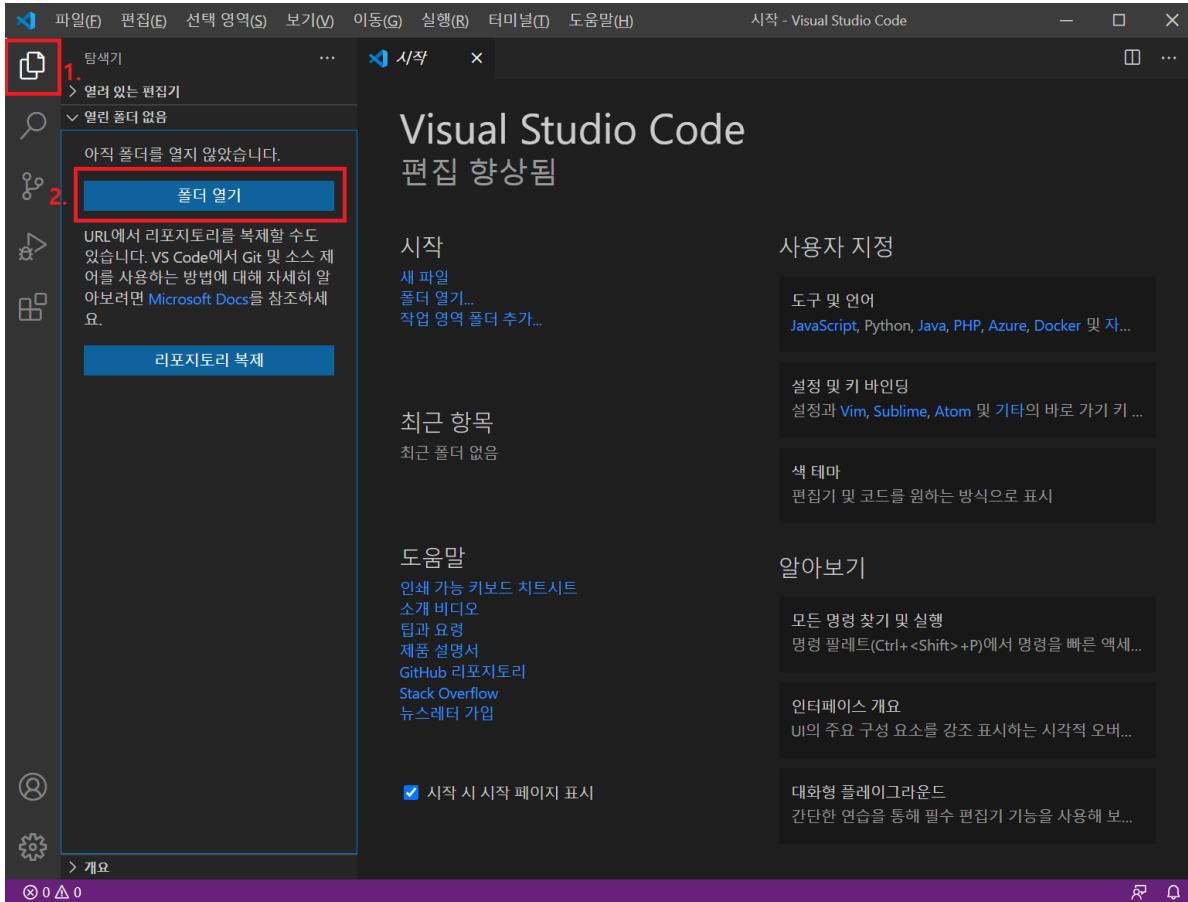 파일(F) 편집(E) 선택 영역(S) 보기(V) 이동(G) 실행(R) 터미널(T) 도움말(H) 시작 - Visual Studio Code
탐색기
시작
1.
열려 있는 편집기
열린 폴더 없음
아직 폴더를 열지 않았습니다.
2.
폴더 열기
URL에서 리포지토리를 복제할 수도
있습니다. VS Code에서 Git 및 소스 제
어를 사용하는 방법에 대해 자세히 알
아보려면 Microsoft Docs를 참조하세
요.
리포지토리 복제
개요
Visual Studio Code
편집 향상됨
시작
새 파일
폴더 열기...
작업 영역 폴더 추가...
최근 항목
최근 폴더 없음
도움말
인쇄 가능 키보드 치트시트
소개 비디오
팁과 요령
제품 설명서
GitHub 리포지토리
Stack Overflow
뉴스레터 가입
시작 시 시작 페이지 표시
사용자 지정
도구 및 언어
JavaScript, Python, Java, PHP, Azure, Docker 및 자...
설정 및 키 바인딩
설정과 Vim, Sublime, Atom 및 기타의 바로 가기 키 ...
색 테마
편집기 및 코드를 원하는 방식으로 표시
알아보기
모든 명령 찾기 및 실행
명령 팔레트(Ctrl+<Shift>+P)에서 명령을 빠른 액세...
인터페이스 개요
UI의 주요 구성 요소를 강조 표시하는 시각적 오버...
대화형 플레이그라운드
간단한 연습을 통해 필수 편집기 기능을 사용해 보...
0 0